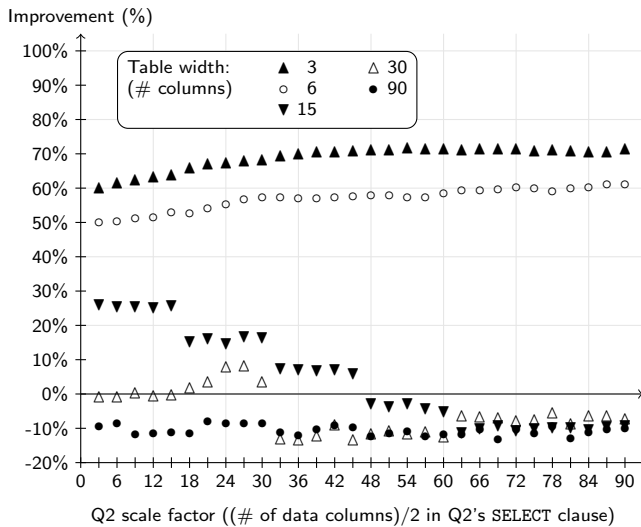 Improvement (%)
100%
90%
80%
70%
60%
50%
40%
30%
20%
10%
0%
-10%
-20%
Table width: 3 30
(# columns) 6 90
15
0 6 12 18 24 30 36 42 48 54 60 66 72 78 84 90
Q2 scale factor ((# of data columns)/2 in Q2's SELECT clause)